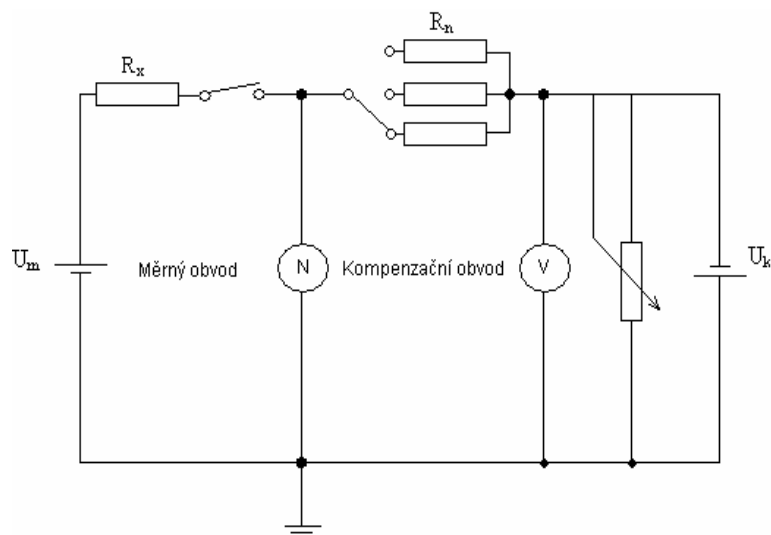 Rₙ
Rₓ
Uₘ
Měrný obvod
N
Kompenzační obvod
V
Uₖ